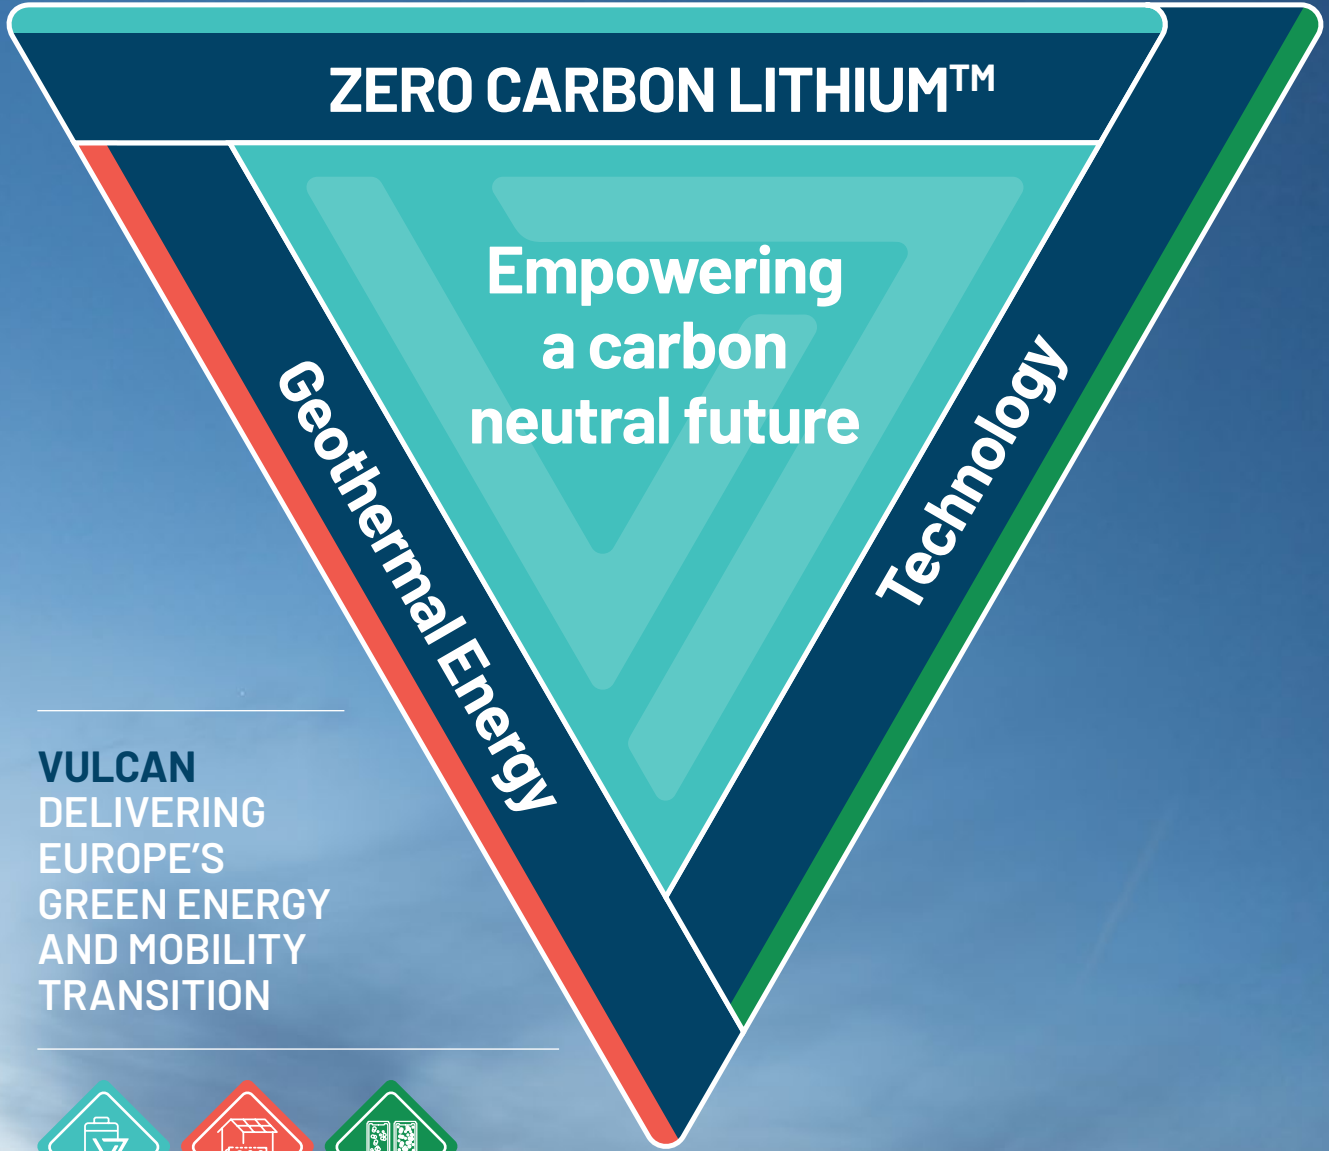 ZERO CARBON LITHIUM™
Empowering
a carbon
neutral future
Geothermal Energy
Technology
VULCAN
DELIVERING
EUROPE’S
GREEN ENERGY
AND MOBILITY
TRANSITION